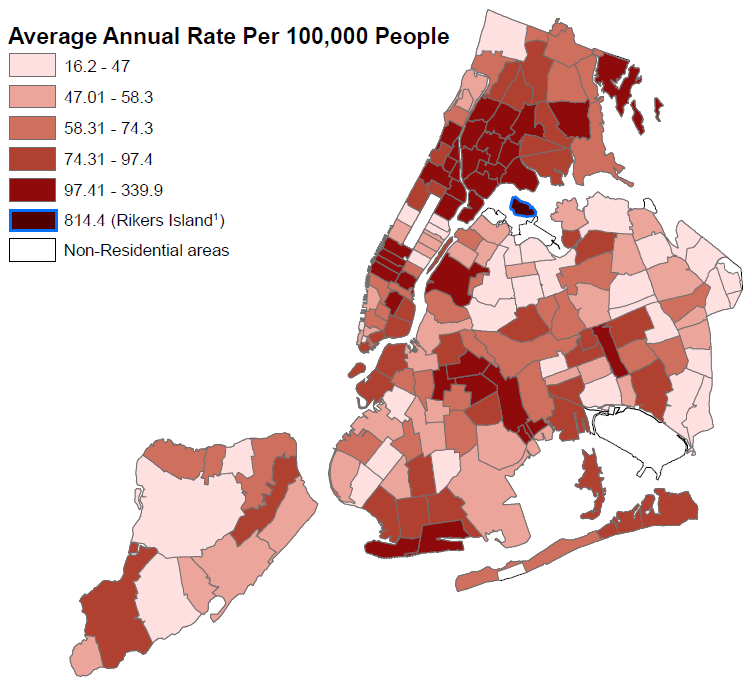 Average Annual Rate Per 100,000 People
16.2 - 47
47.01 - 58.3
58.31 - 74.3
74.31 - 97.4
97.41 - 339.9
814.4 (Rikers Island¹)
Non-Residential areas